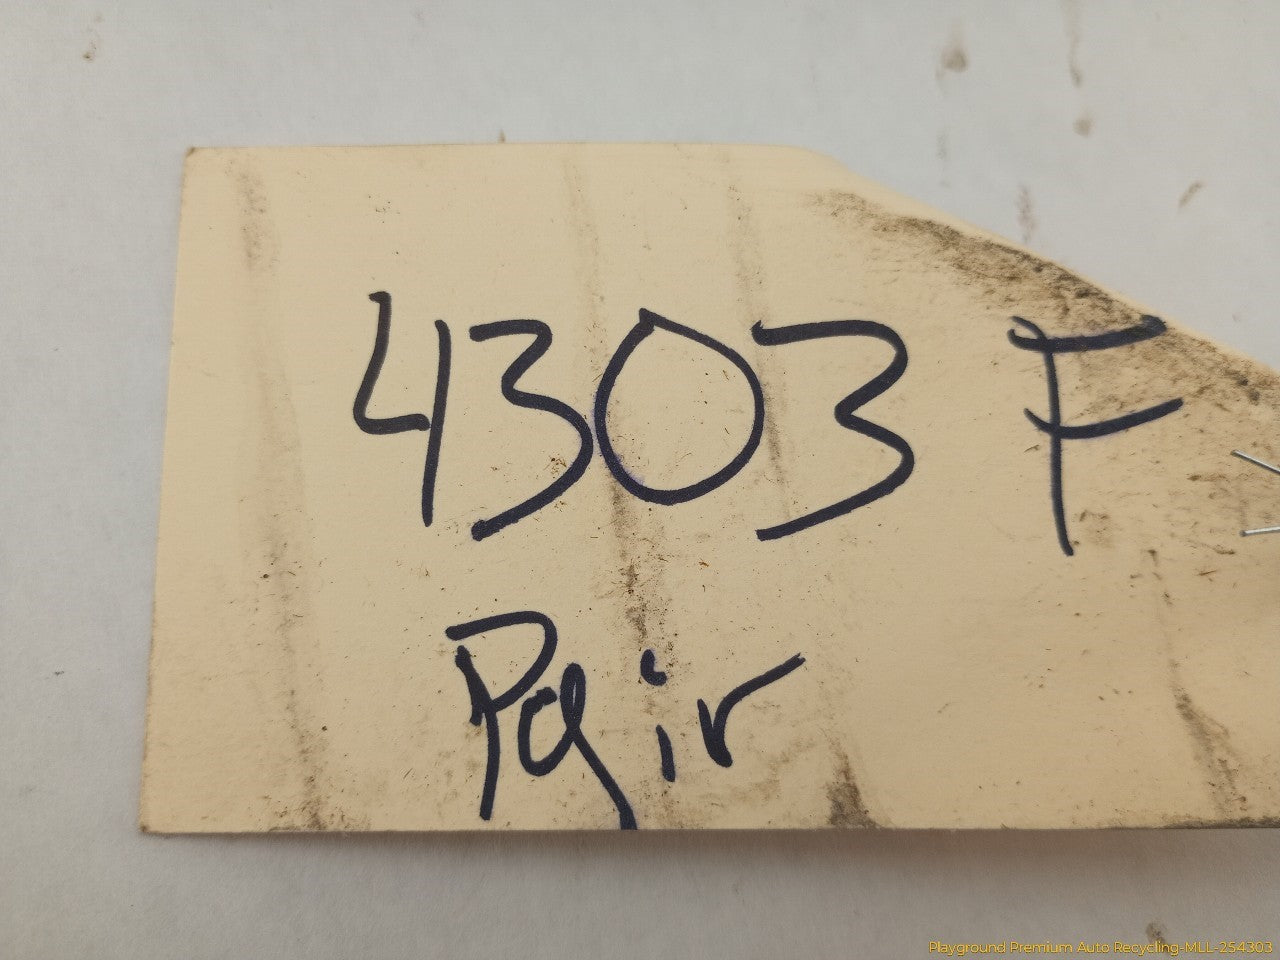 4303 F
Pair
Playground Premium Auto Recycling-MLL-254303